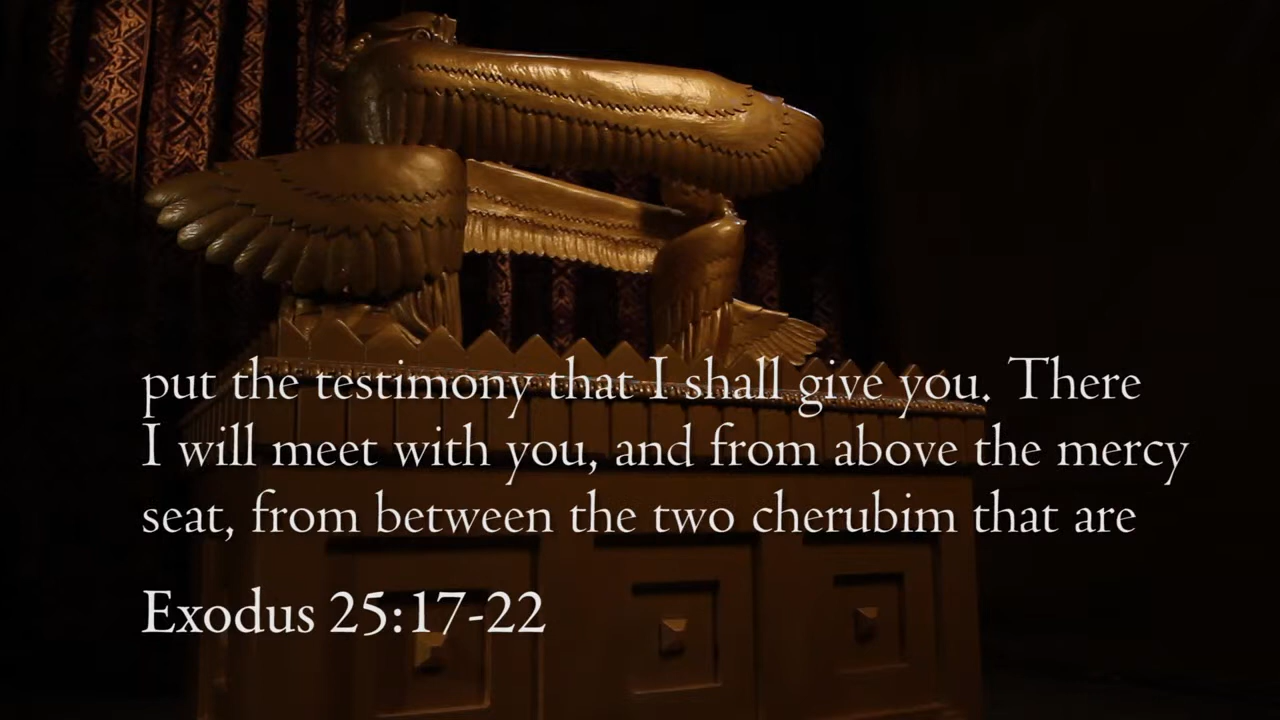 put the testimony that I shall give you. There
I will meet with you, and from above the mercy
seat, from between the two cherubim that are
Exodus 25:17-22